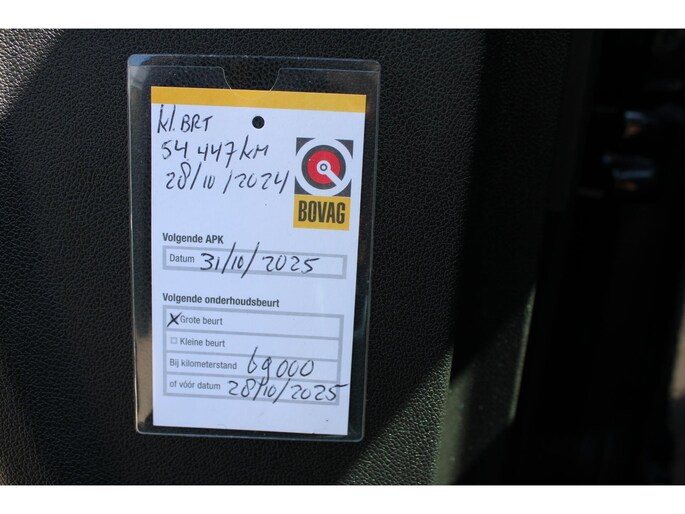 kl. BRT
54.447 KM
28/10/2024
BOVAG
Volgende APK
Datum 31/10/2025
Volgende onderhoudsbeurt
X Grote beurt
Kleine beurt
Bij kilometerstand 69000
of vóór datum 28/10/2025